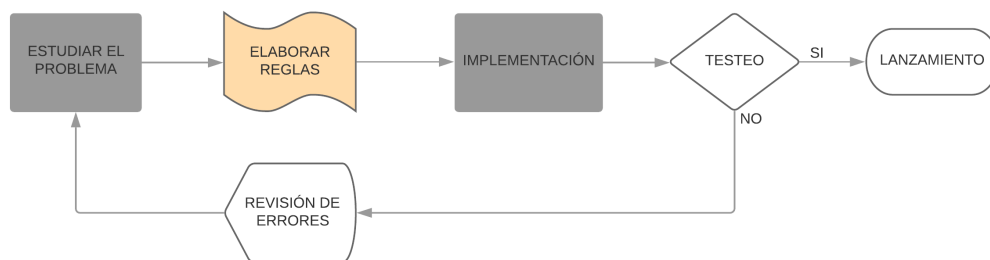 ESTUDIAR EL
PROBLEMA
ELABORAR
REGLAS
IMPLEMENTACIÓN
TESTEO
SI
LANZAMIENTO
NO
REVISIÓN DE
ERRORES